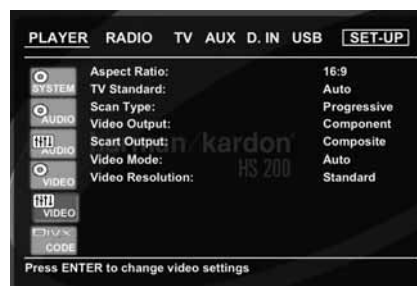 PLAYER RADIO TV AUX D. IN USB SET-UP
SYSTEM
AUDIO
AUDIO
VIDEO
VIDEO
DivX
CODE
Aspect Ratio: 16:9
TV Standard: Auto
Scan Type: Progressive
Video Output: Component
Scart Output: Composite
Video Mode: Auto
Video Resolution: Standard
harman/kardon
HS 200
Press ENTER to change video settings